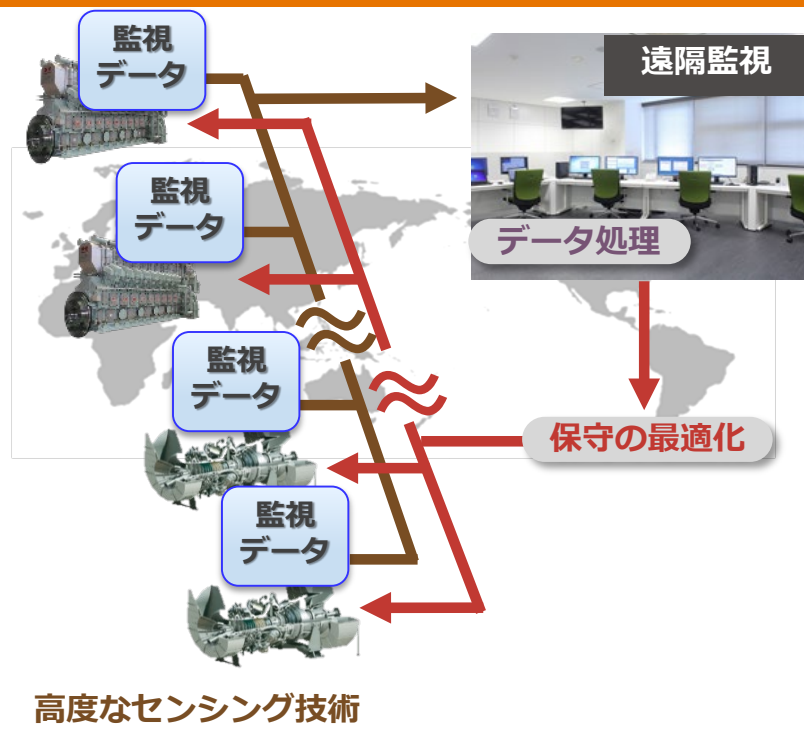 監視
データ
遠隔監視
監視
データ
データ処理
監視
データ
保守の最適化
監視
データ
高度なセンシング技術